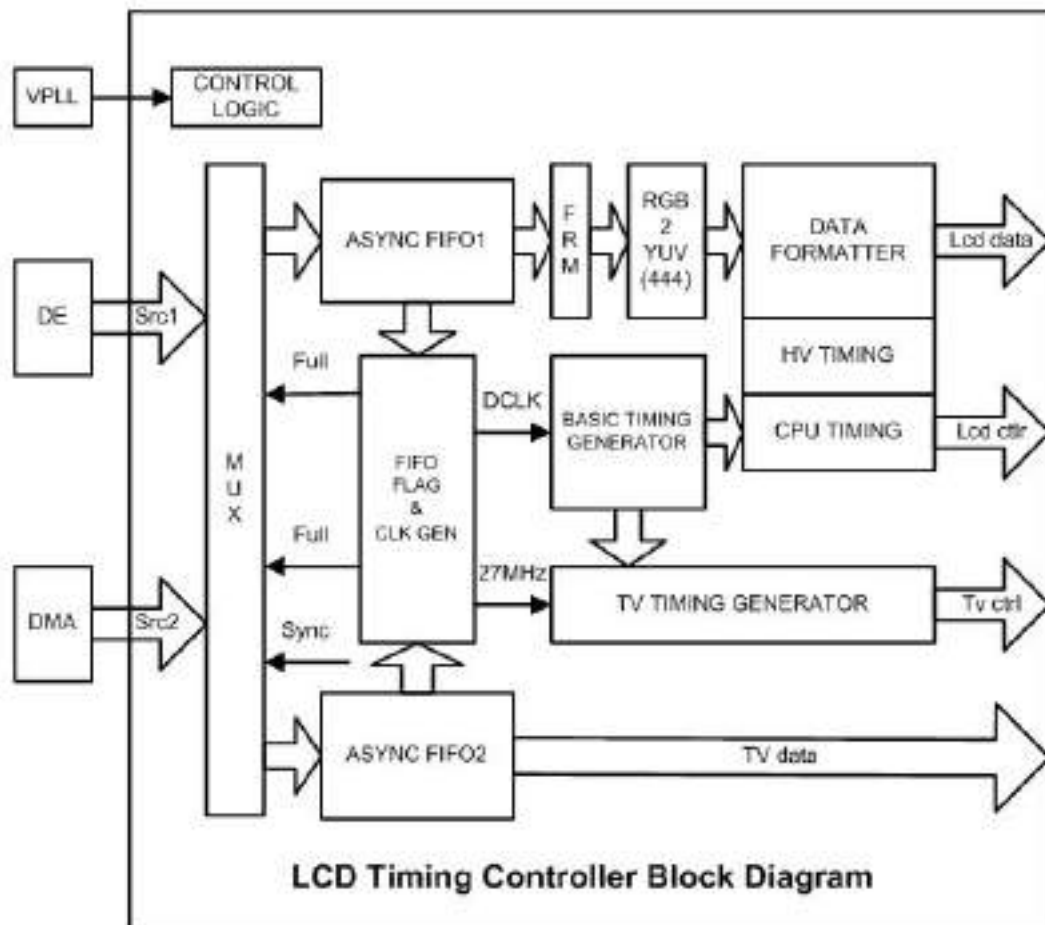 VPLL
CONTROL
LOGIC
DE
Src1
DMA
Src2
M
U
X
ASYNC FIFO1
F
R
M
RGB
2
YUV
(444)
DATA
FORMATTER
Lcd data
HV TIMING
CPU TIMING
Lcd ctlr
Full
FIFO
FLAG
&
CLK GEN
DCLK
BASIC TIMING
GENERATOR
Full
27MHz
TV TIMING GENERATOR
Tv ctrl
Sync
ASYNC FIFO2
TV data
LCD Timing Controller Block Diagram